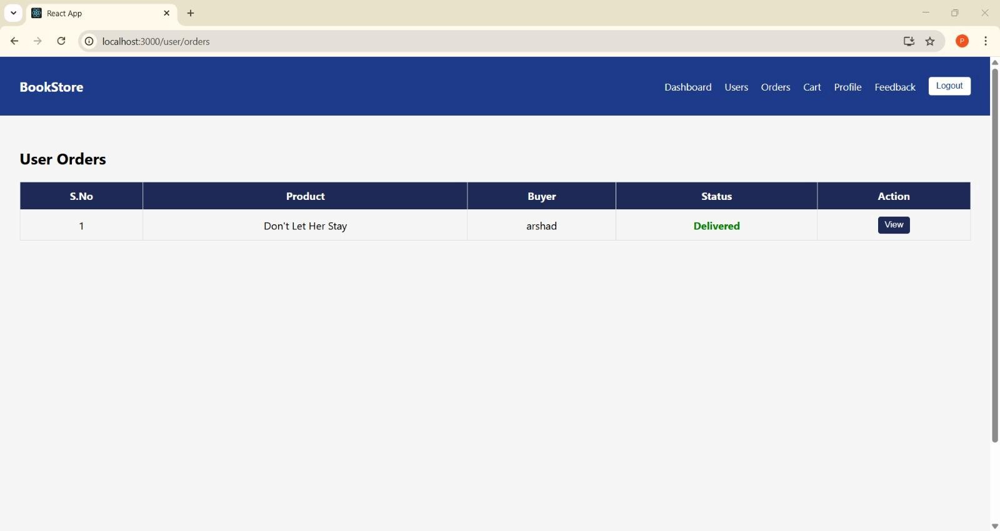 React App
localhost:3000/user/orders
P
BookStore
Dashboard Users Orders Cart Profile Feedback Logout
User Orders
S.No Product Buyer Status Action
1 Don't Let Her Stay arshad Delivered View